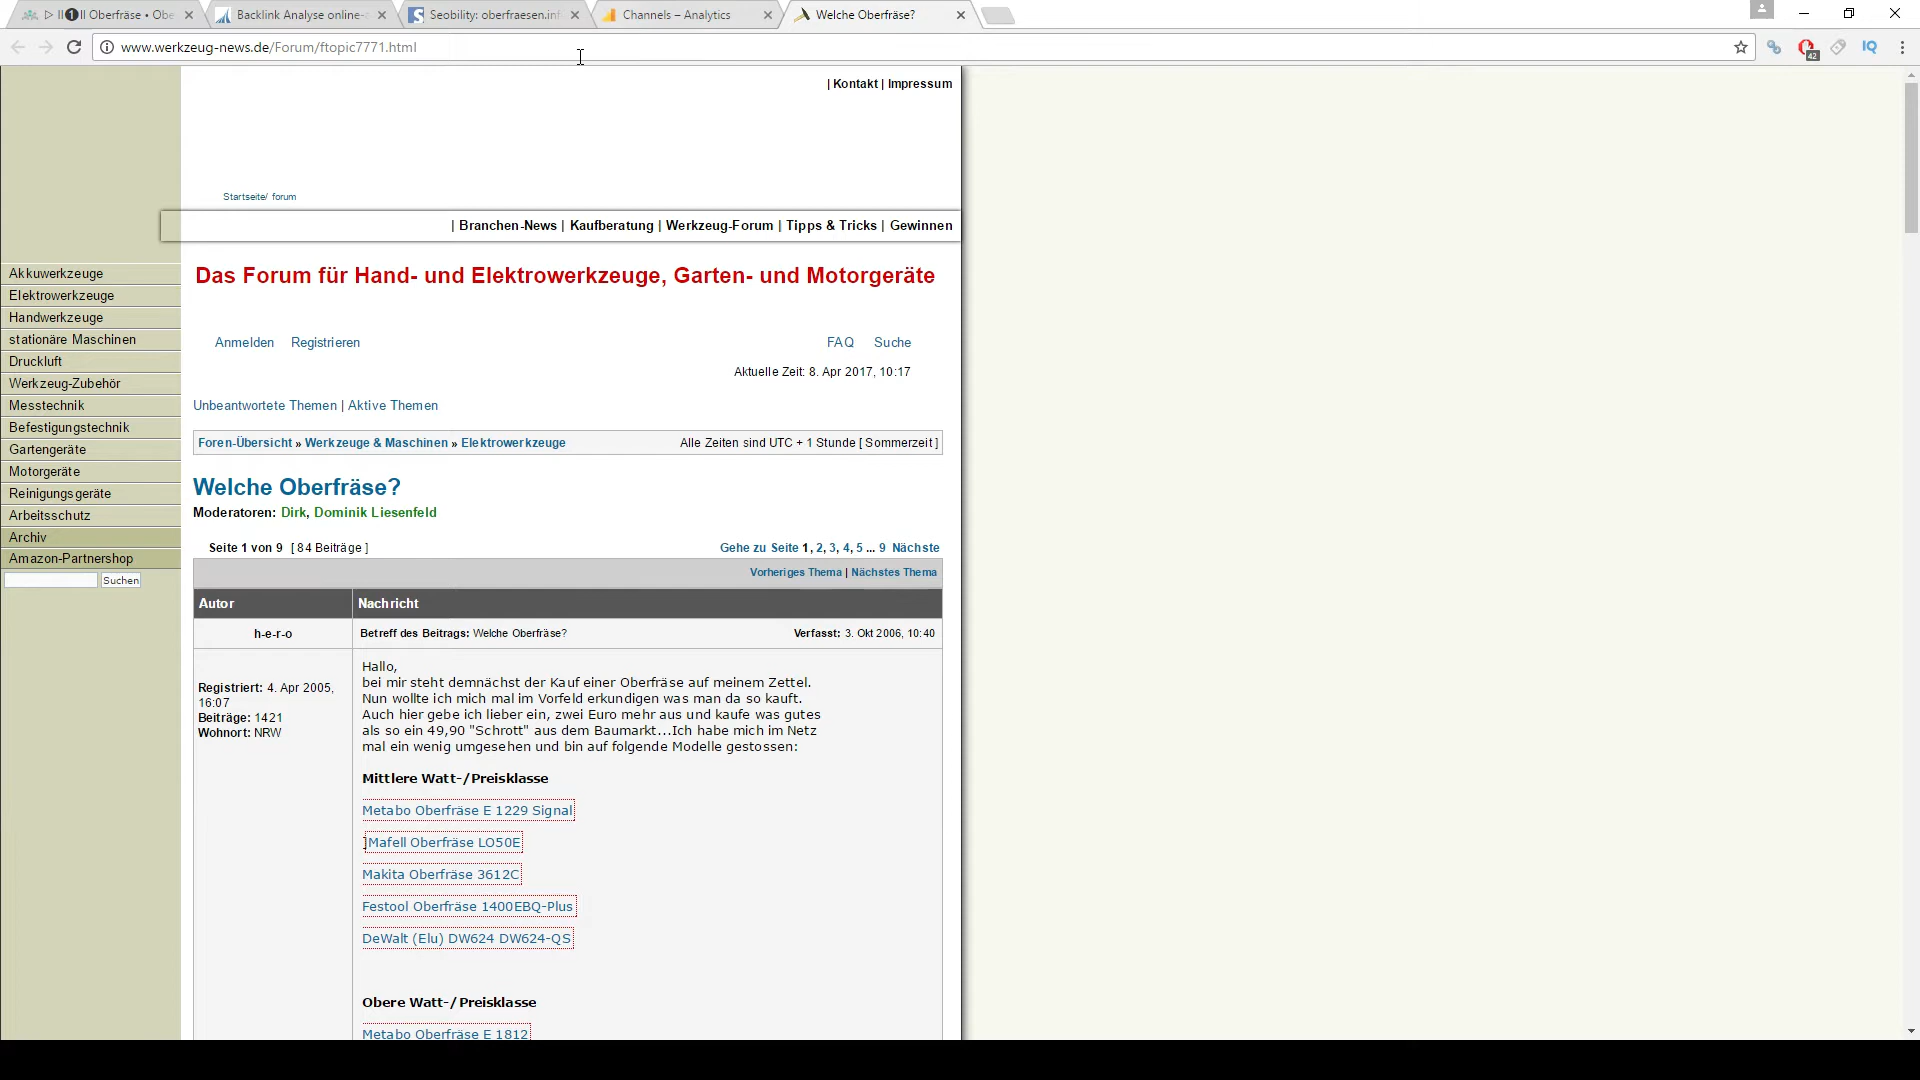 Oberfräse • Obe
Backlink Analyse online-
Seobility: oberfraesen.inf
Channels – Analytics
Welche Oberfräse?
www.werkzeug-news.de/Forum/ftopic7771.html
42
IQ
| Kontakt | Impressum
Startseite/ forum
| Branchen-News | Kaufberatung | Werkzeug-Forum | Tipps & Tricks | Gewinnen
Akkuwerkzeuge
Elektrowerkzeuge
Handwerkzeuge
stationäre Maschinen
Druckluft
Werkzeug-Zubehör
Messtechnik
Befestigungstechnik
Gartengeräte
Motorgeräte
Reinigungsgeräte
Arbeitsschutz
Archiv
Amazon-Partnershop
Suchen
Das Forum für Hand- und Elektrowerkzeuge, Garten- und Motorgeräte
Anmelden Registrieren FAQ Suche
Aktuelle Zeit: 8. Apr 2017, 10:17
Unbeantwortete Themen | Aktive Themen
Foren-Übersicht » Werkzeuge & Maschinen » Elektrowerkzeuge Alle Zeiten sind UTC + 1 Stunde [ Sommerzeit ]
Welche Oberfräse?
Moderatoren: Dirk, Dominik Liesenfeld
Seite 1 von 9 [ 84 Beiträge ] Gehe zu Seite 1, 2, 3, 4, 5 ... 9 Nächste
Vorheriges Thema | Nächstes Thema
Autor Nachricht
h-e-r-o Betreff des Beitrags: Welche Oberfräse? Verfasst: 3. Okt 2006, 10:40
Registriert: 4. Apr 2005,
16:07
Beiträge: 1421
Wohnort: NRW
Hallo,
bei mir steht demnächst der Kauf einer Oberfräse auf meinem Zettel.
Nun wollte ich mich mal im Vorfeld erkundigen was man da so kauft.
Auch hier gebe ich lieber ein, zwei Euro mehr aus und kaufe was gutes
als so ein 49,90 "Schrott" aus dem Baumarkt...Ich habe mich im Netz
mal ein wenig umgesehen und bin auf folgende Modelle gestossen:
Mittlere Watt-/Preisklasse
Metabo Oberfräse E 1229 Signal
]Mafell Oberfräse LO50E
Makita Oberfräse 3612C
Festool Oberfräse 1400EBQ-Plus
DeWalt (Elu) DW624 DW624-QS
Obere Watt-/Preisklasse
Metabo Oberfräse E 1812